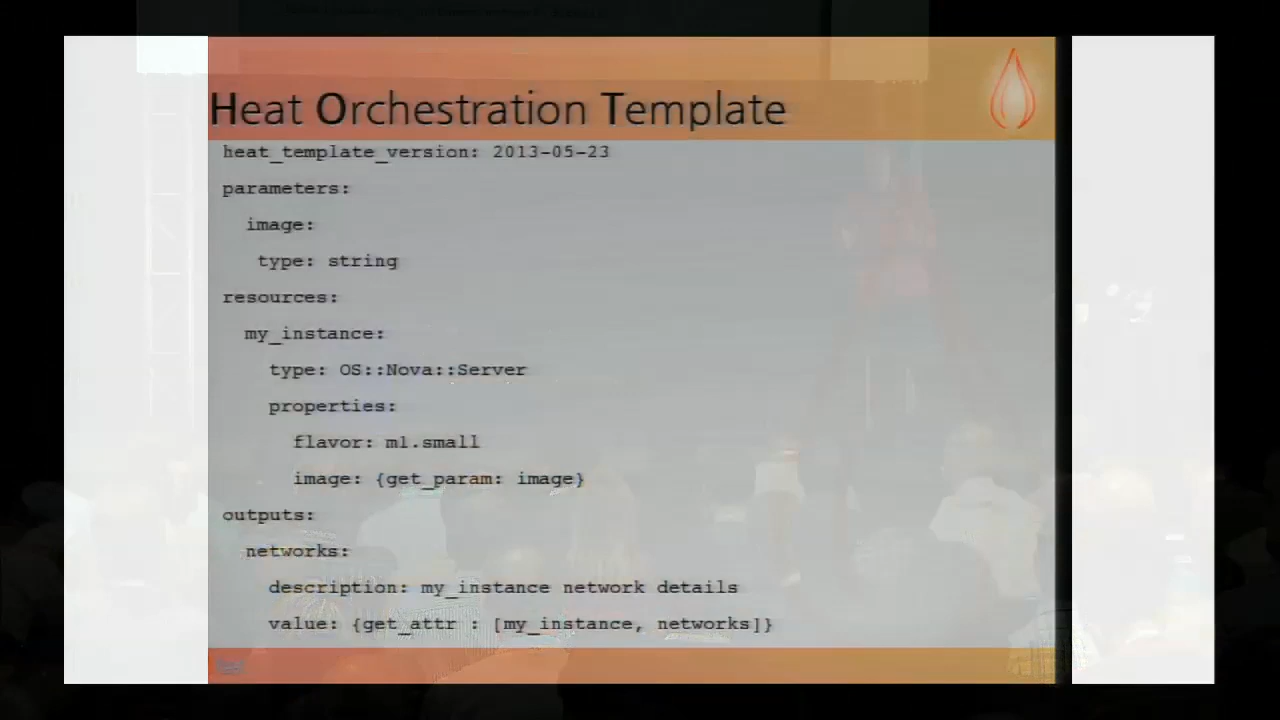 Heat Orchestration Template
heat_template_version: 2013-05-23
parameters:
image:
type: string
resources:
my_instance:
type: OS::Nova::Server
properties:
flavor: m1.small
image: {get_param: image}
outputs:
networks:
description: my_instance network details
value: {get_attr : [my_instance, networks]}